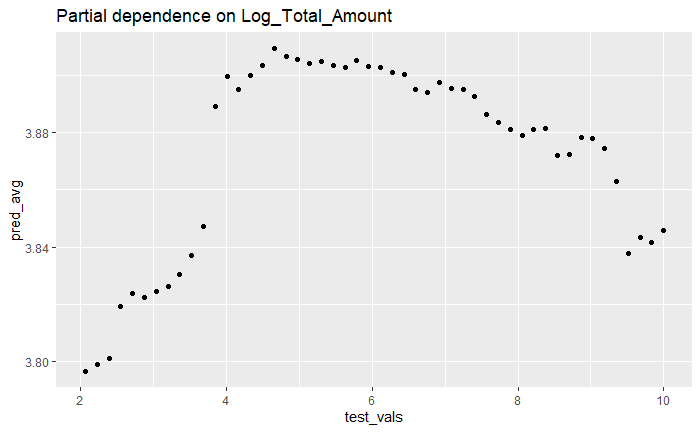 Partial dependence on Log_Total_Amount
pred_avg
3.88
3.84
3.80
2 4 6 8 10
test_vals